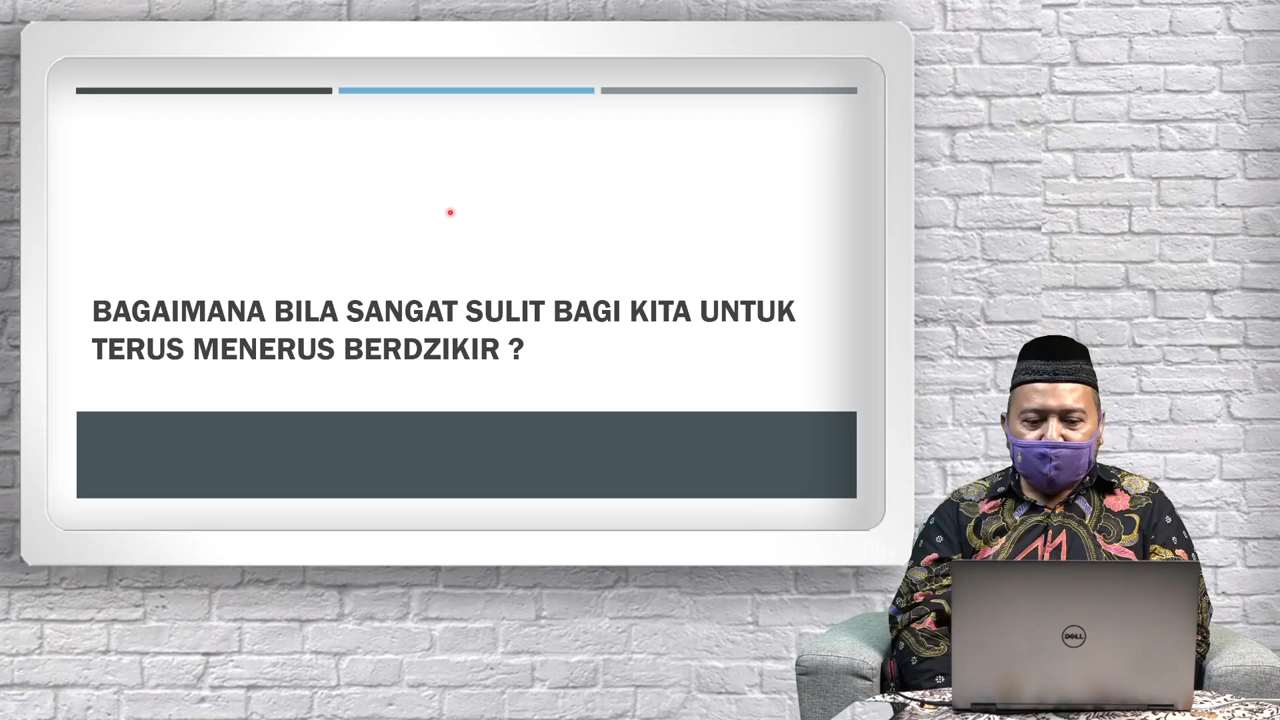 BAGAIMANA BILA SANGAT SULIT BAGI KITA UNTUK
TERUS MENERUS BERDZIKIR ?
DELL